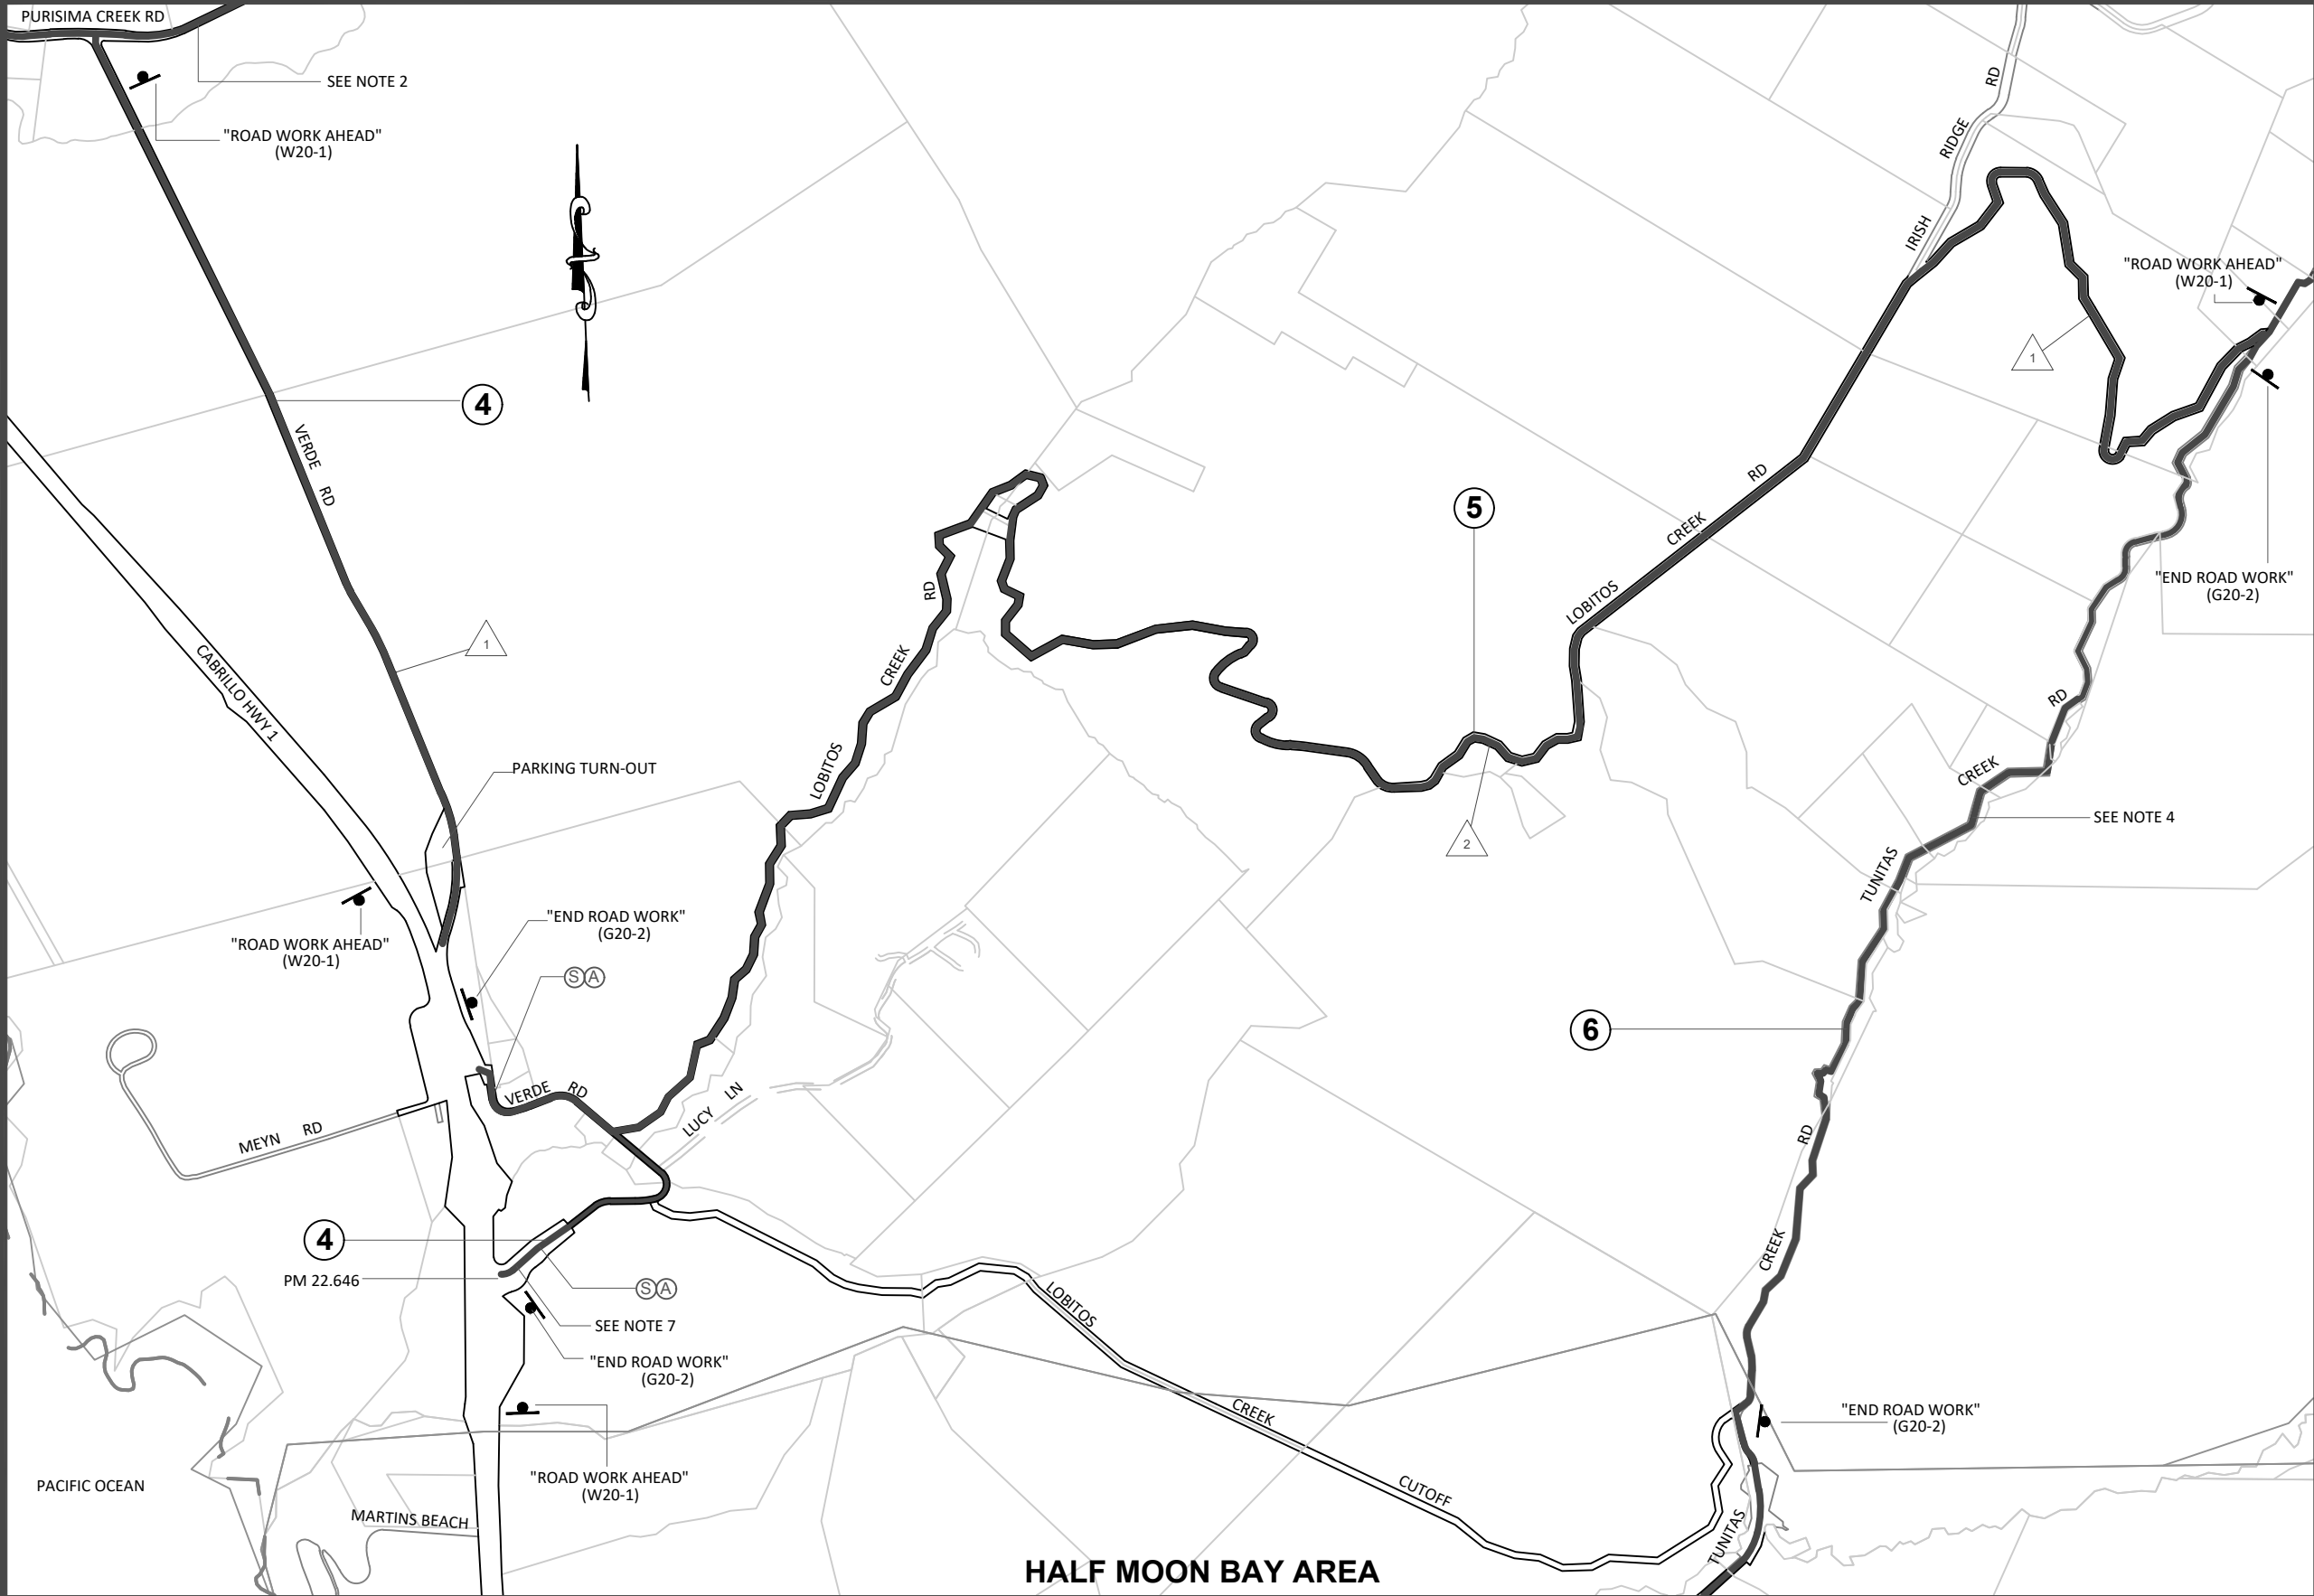 PURISIMA CREEK RD
SEE NOTE 2
"ROAD WORK AHEAD"
(W20-1)
4
VERDE RD
CABRILLO HWY 1
1
PARKING TURN-OUT
"ROAD WORK AHEAD"
(W20-1)
"END ROAD WORK"
(G20-2)
S A
VERDE RD
MEYN RD
LUCY LN
LOBITOS CREEK RD
4
PM 22.646
S A
SEE NOTE 7
"END ROAD WORK"
(G20-2)
"ROAD WORK AHEAD"
(W20-1)
PACIFIC OCEAN
MARTINS BEACH
LOBITOS CREEK CUTOFF
5
2
LOBITOS CREEK RD
IRISH RIDGE RD
1
"ROAD WORK AHEAD"
(W20-1)
"END ROAD WORK"
(G20-2)
TUNITAS CREEK RD
SEE NOTE 4
6
TUNITAS CREEK RD
"END ROAD WORK"
(G20-2)
HALF MOON BAY AREA